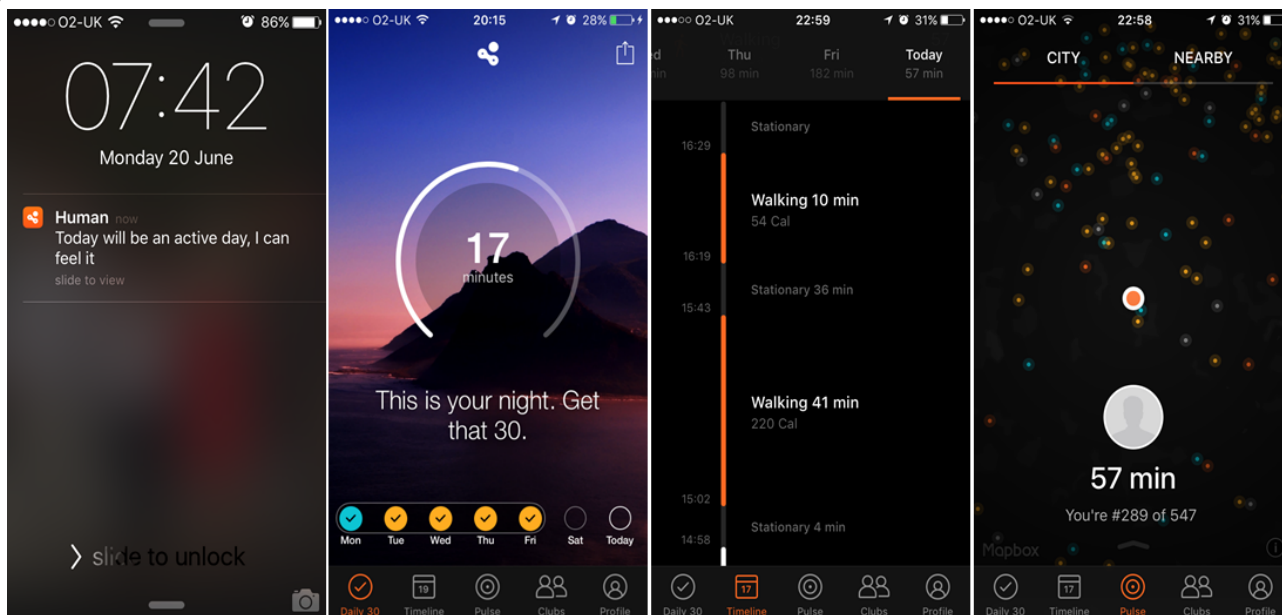 O2-UK 86%
07:42
Monday 20 June
Human now
Today will be an active day, I can
feel it
slide to view
slide to unlock
O2-UK 20:15 28%
17
minutes
This is your night. Get
that 30.
Mon Tue Wed Thu Fri Sat Today
19
Daily 30 Timeline Pulse Clubs Profile
O2-UK 22:59 31%
d Thu Fri Today
min 98 min 182 min 57 min
Stationary
16:29
Walking 10 min
54 Cal
16:19
Stationary 36 min
15:43
Walking 41 min
220 Cal
15:02
Stationary 4 min
14:58
17
Daily 30 Timeline Pulse Clubs Profile
O2-UK 22:58 31%
CITY NEARBY
57 min
You're #289 of 547
Mapbox
17
Daily 30 Timeline Pulse Clubs Profile